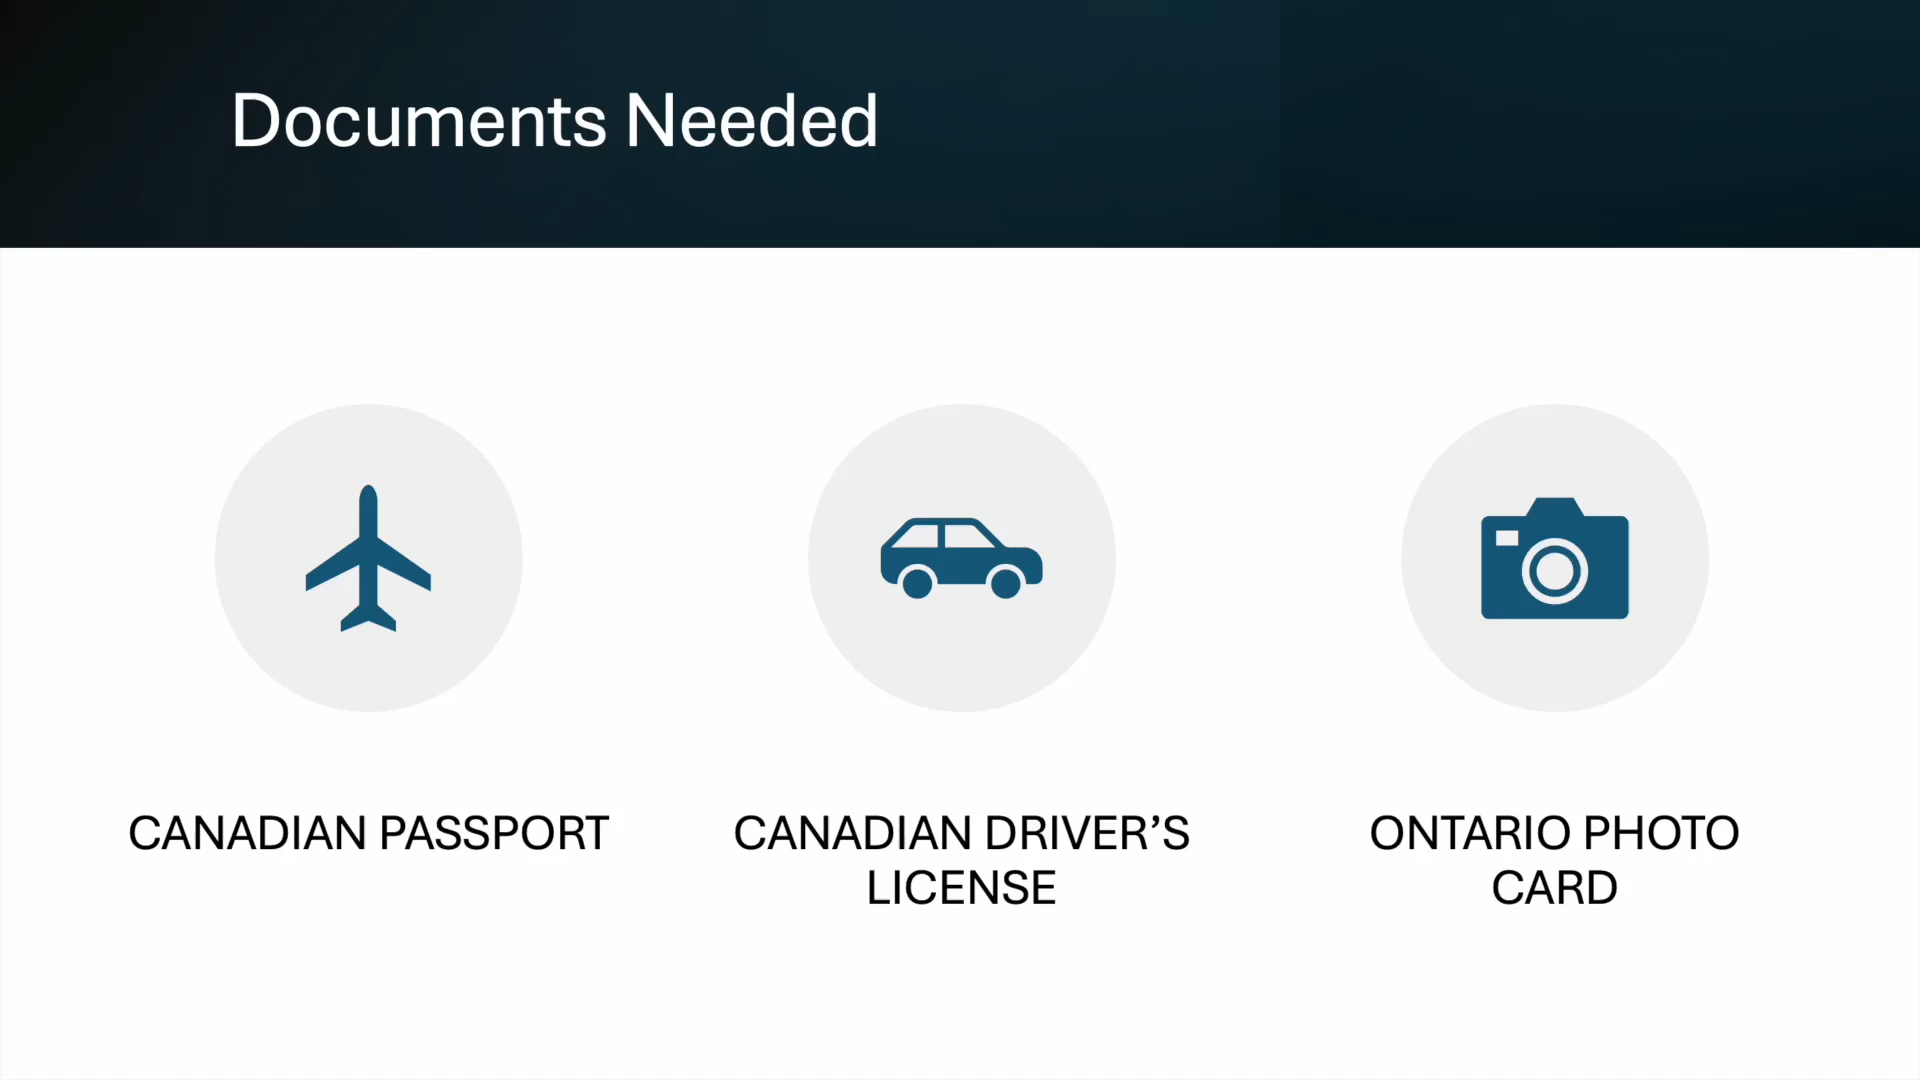 Documents Needed
CANADIAN PASSPORT
CANADIAN DRIVER’S
LICENSE
ONTARIO PHOTO
CARD